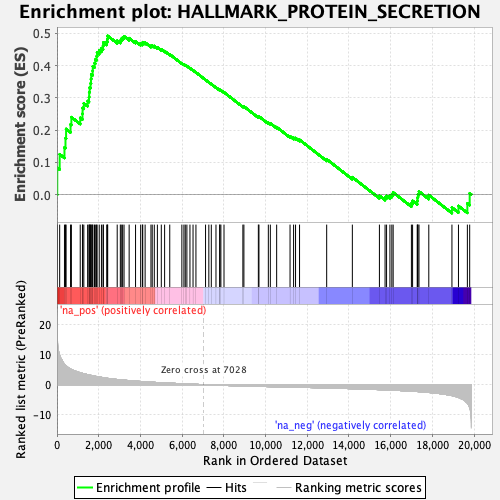 Enrichment plot: HALLMARK_PROTEIN_SECRETION
Enrichment score (ES)
0.5
0.4
0.3
0.2
0.1
0.0
'na_pos' (positively correlated)
Ranked list metric (PreRanked)
20
10
0
-10
Zero cross at 7028
'na_neg' (negatively correlated)
0 2,000 4,000 6,000 8,000 10,000 12,000 14,000 16,000 18,000 20,000
Rank in Ordered Dataset
Enrichment profile Hits Ranking metric scores